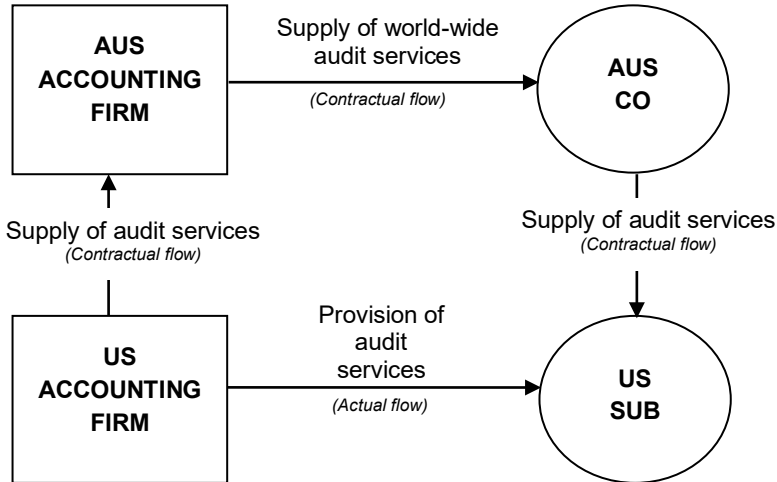 AUS
ACCOUNTING
FIRM
Supply of world-wide
audit services
(Contractual flow)
AUS
CO
Supply of audit services
(Contractual flow)
Supply of audit services
(Contractual flow)
US
ACCOUNTING
FIRM
Provision of
audit
services
(Actual flow)
US
SUB